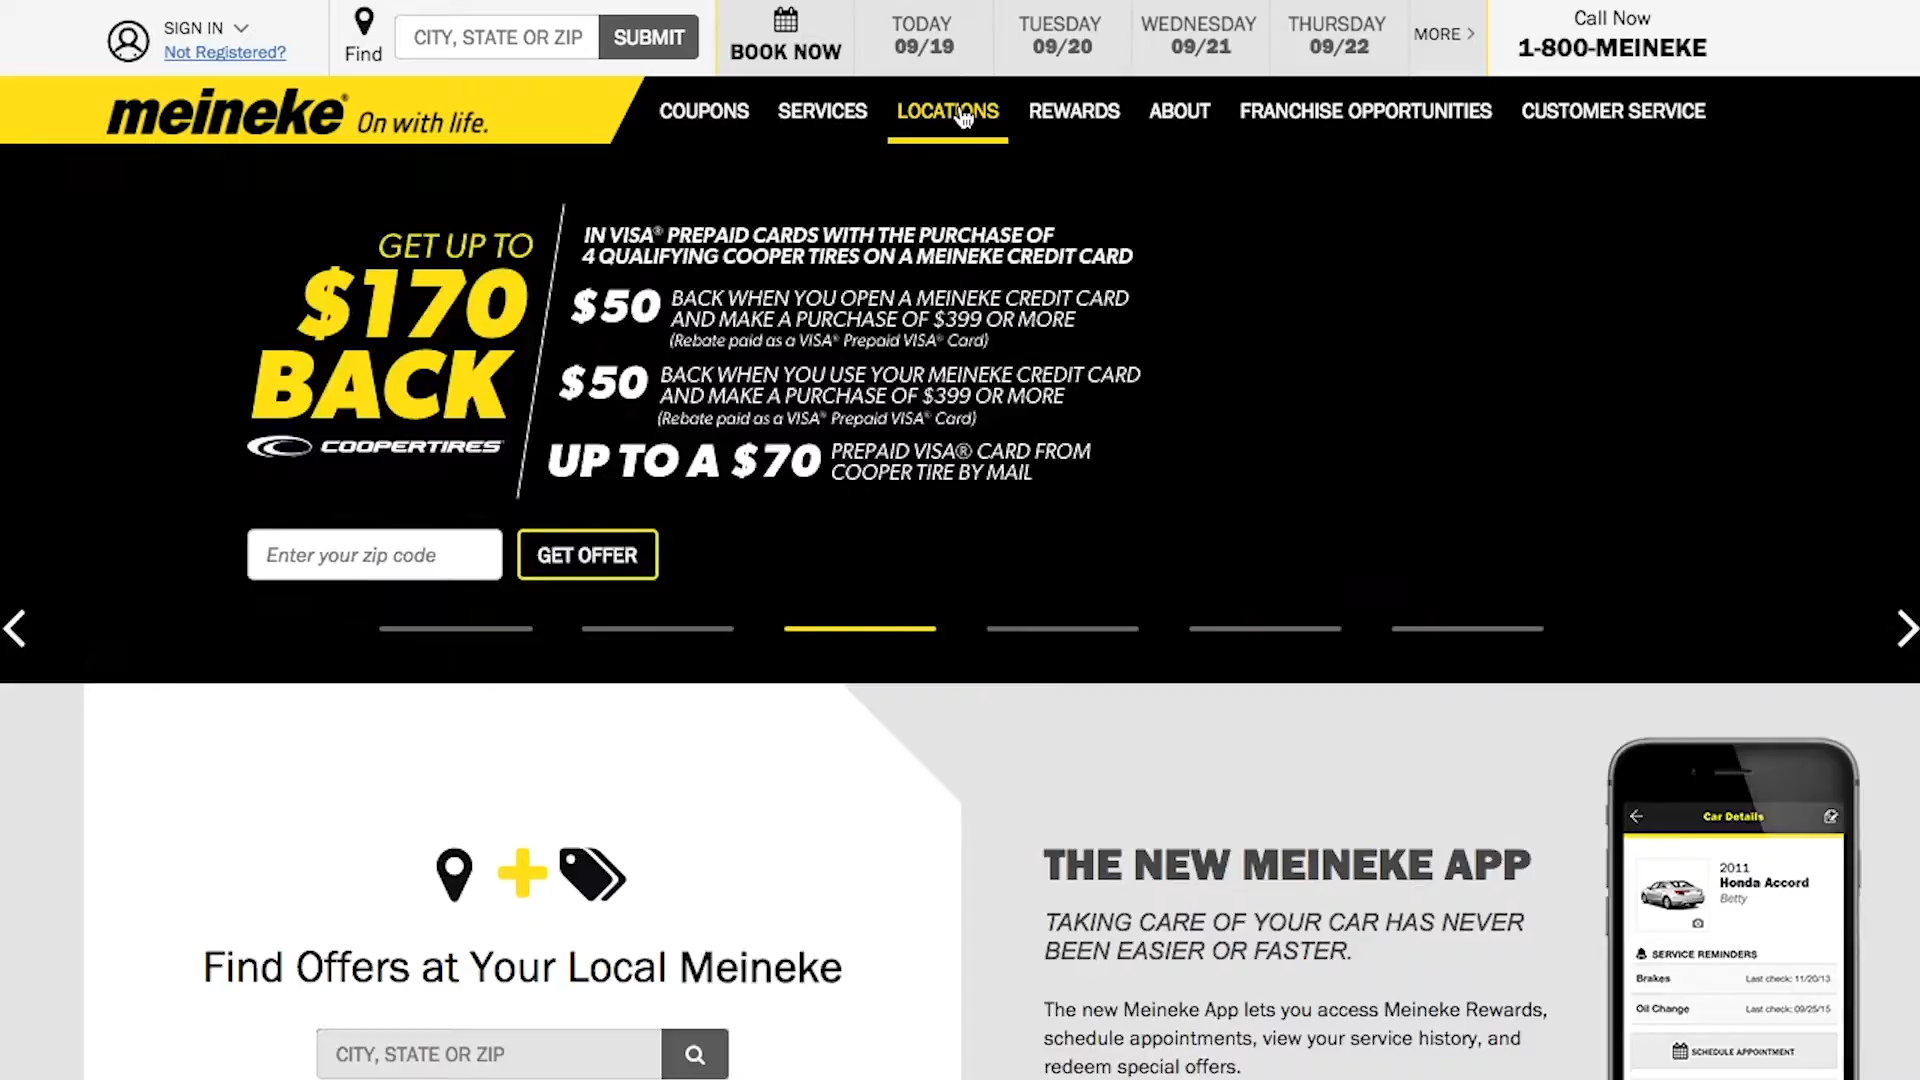 SIGN IN
Not Registered?
Find
CITY, STATE OR ZIP
SUBMIT
BOOK NOW
TODAY
09/19
TUESDAY
09/20
WEDNESDAY
09/21
THURSDAY
09/22
MORE >
Call Now
1-800-MEINEKE
meineke® On with life.
COUPONS
SERVICES
LOCATIONS
REWARDS
ABOUT
FRANCHISE OPPORTUNITIES
CUSTOMER SERVICE
GET UP TO
$170
BACK
COOPERTIRES
IN VISA® PREPAID CARDS WITH THE PURCHASE OF
4 QUALIFYING COOPER TIRES ON A MEINEKE CREDIT CARD
$50 BACK WHEN YOU OPEN A MEINEKE CREDIT CARD
AND MAKE A PURCHASE OF $399 OR MORE
(Rebate paid as a VISA® Prepaid VISA® Card)
$50 BACK WHEN YOU USE YOUR MEINEKE CREDIT CARD
AND MAKE A PURCHASE OF $399 OR MORE
(Rebate paid as a VISA® Prepaid VISA® Card)
UP TO A $70 PREPAID VISA® CARD FROM
COOPER TIRE BY MAIL
Enter your zip code
GET OFFER
Find Offers at Your Local Meineke
CITY, STATE OR ZIP
THE NEW MEINEKE APP
TAKING CARE OF YOUR CAR HAS NEVER
BEEN EASIER OR FASTER.
The new Meineke App lets you access Meineke Rewards,
schedule appointments, view your service history, and
redeem special offers.
Car Details
2011
Honda Accord
Betty
SERVICE REMINDERS
Brakes Last check: 11/20/13
Oil Change Last check: 09/25/15
SCHEDULE APPOINTMENT